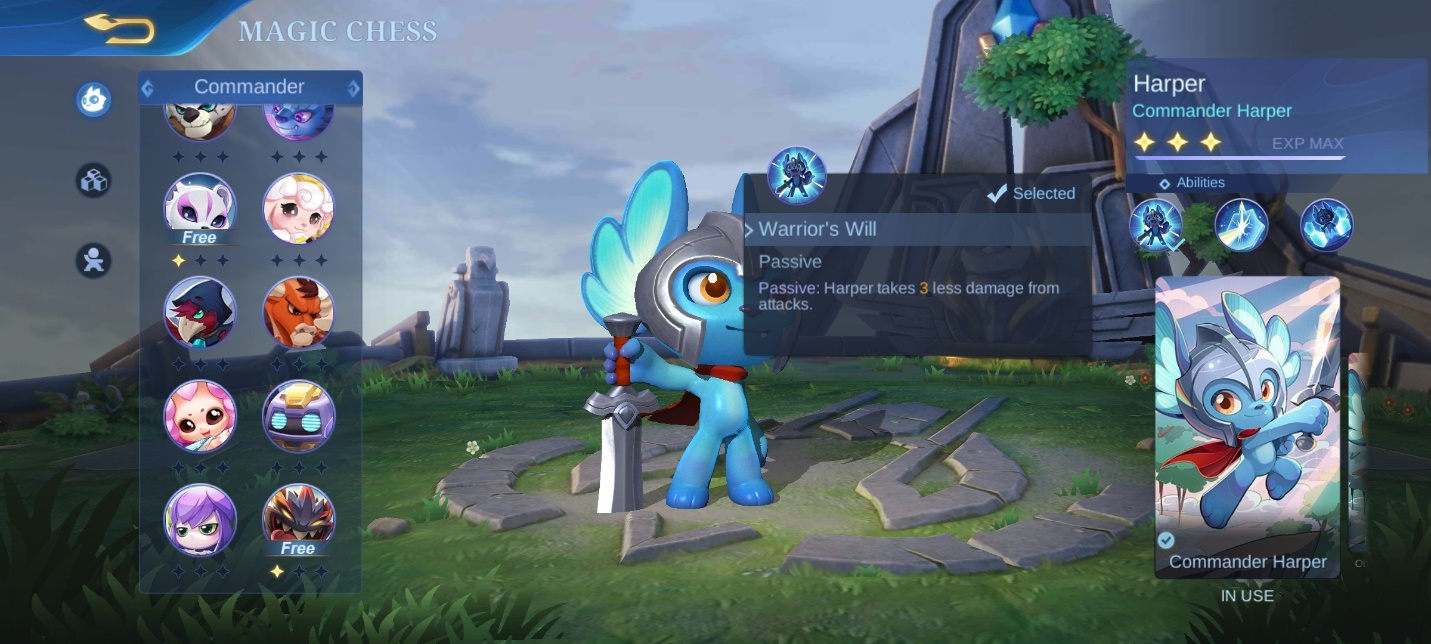 MAGIC CHESS
Commander
Free
Free
Selected
Warrior's Will
Passive
Passive: Harper takes 3 less damage from
attacks.
Harper
Commander Harper
EXP MAX
Abilities
Commander Harper
IN USE